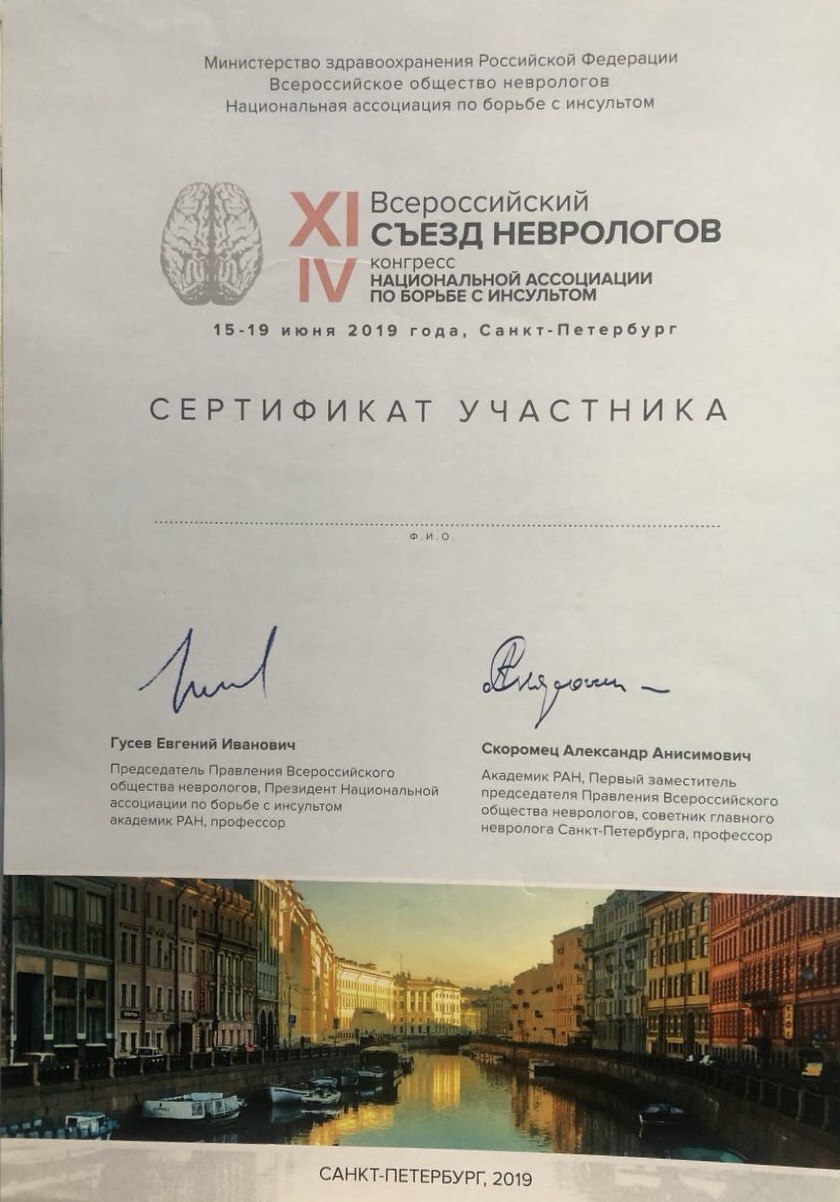 Министерство здравоохранения Российской Федерации
Всероссийское общество неврологов
Национальная ассоциация по борьбе с инсультом
XI Всероссийский
СЪЕЗД НЕВРОЛОГОВ
IV конгресс
НАЦИОНАЛЬНОЙ АССОЦИАЦИИ
ПО БОРЬБЕ С ИНСУЛЬТОМ
15-19 июня 2019 года, Санкт-Петербург
СЕРТИФИКАТ УЧАСТНИКА
Ф.И.О.
Гусев Евгений Иванович
Председатель Правления Всероссийского
общества неврологов, Президент Национальной
ассоциации по борьбе с инсультом
академик РАН, профессор
Скоромец Александр Анисимович
Академик РАН, Первый заместитель
председателя Правления Всероссийского
общества неврологов, советник главного
невролога Санкт-Петербурга, профессор
САНКТ-ПЕТЕРБУРГ, 2019